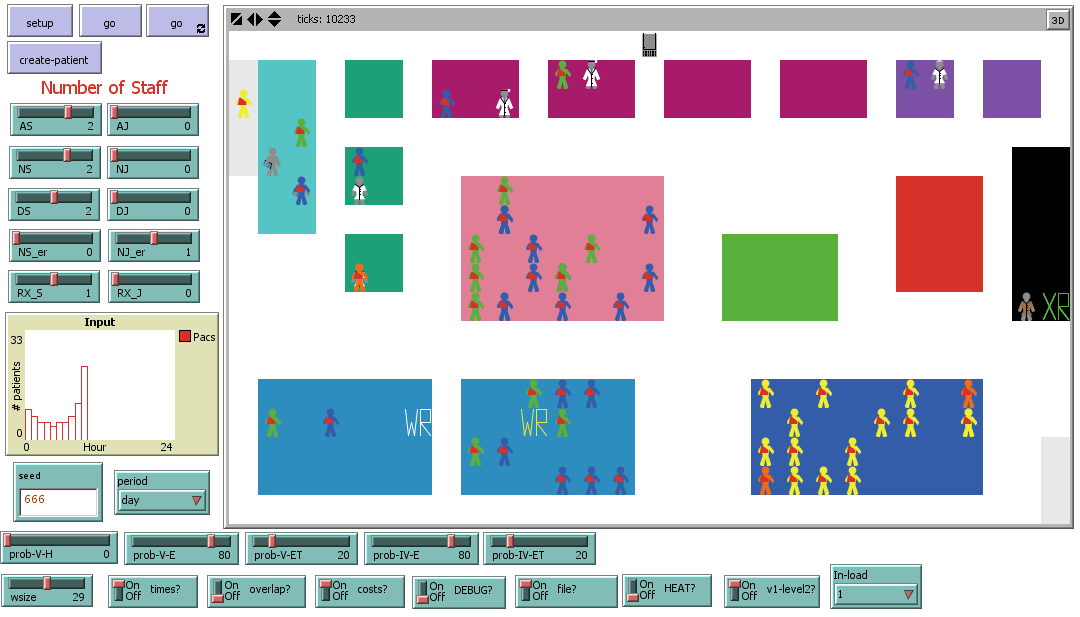 setup go go
ticks: 10233
3D
create-patient
Number of Staff
AS 2 AJ 0
NS 2 NJ 0
DS 2 DJ 0
NS_er 0 NJ_er 1
RX_S 1 RX_J 0
XR
Input
33
Pacs
# patients
0
0 Hour 24
WR WR
seed
666
period
day
prob-V-H 0 prob-V-E 80 prob-V-ET 20 prob-IV-E 80 prob-IV-ET 20
wsize 29
On Off times?
On Off overlap?
On Off costs?
On Off DEBUG?
On Off file?
On Off HEAT?
On Off v1-level2?
In-load
1